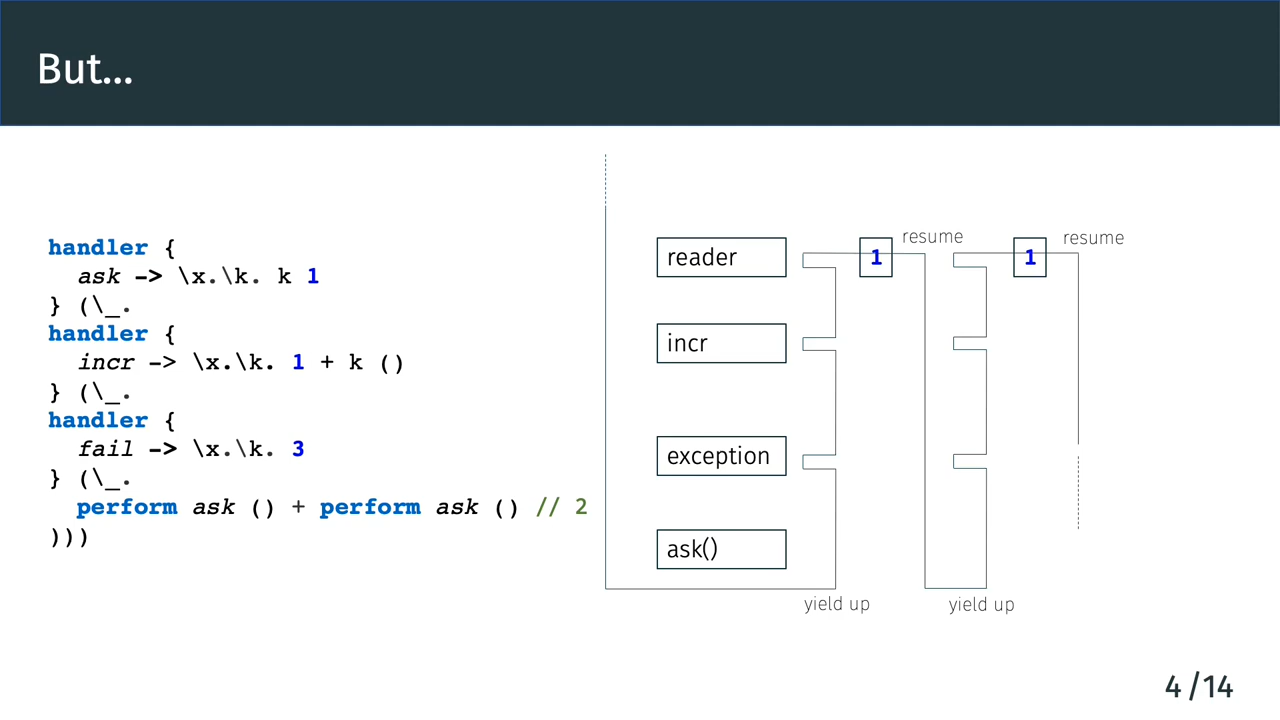 But...
handler {
  ask -> \x.\k. k 1
} (\_.
handler {
  incr -> \x.\k. 1 + k ()
} (\_.
handler {
  fail -> \x.\k. 3
} (\_.
  perform ask () + perform ask () // 2
)))
reader
1
resume
1
resume
incr
exception
ask()
yield up
yield up
4/14